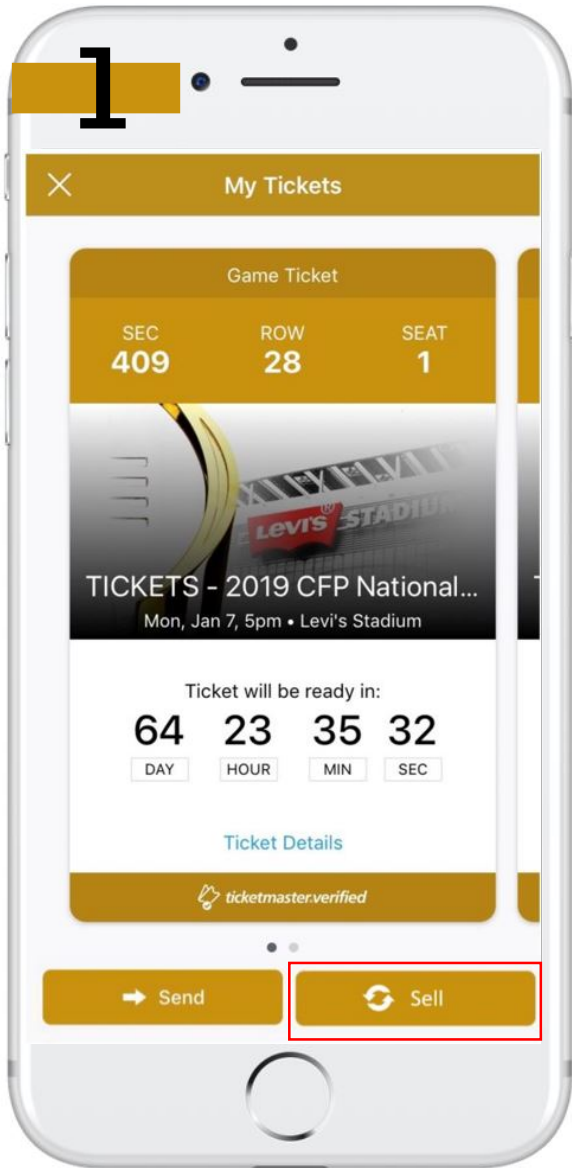 1
My Tickets
Game Ticket
SEC ROW SEAT
409 28 1
LEVI'S® STADIUM
TICKETS - 2019 CFP National...
Mon, Jan 7, 5pm • Levi's Stadium
Ticket will be ready in:
64 23 35 32
DAY HOUR MIN SEC
Ticket Details
ticketmaster.verified
Send Sell